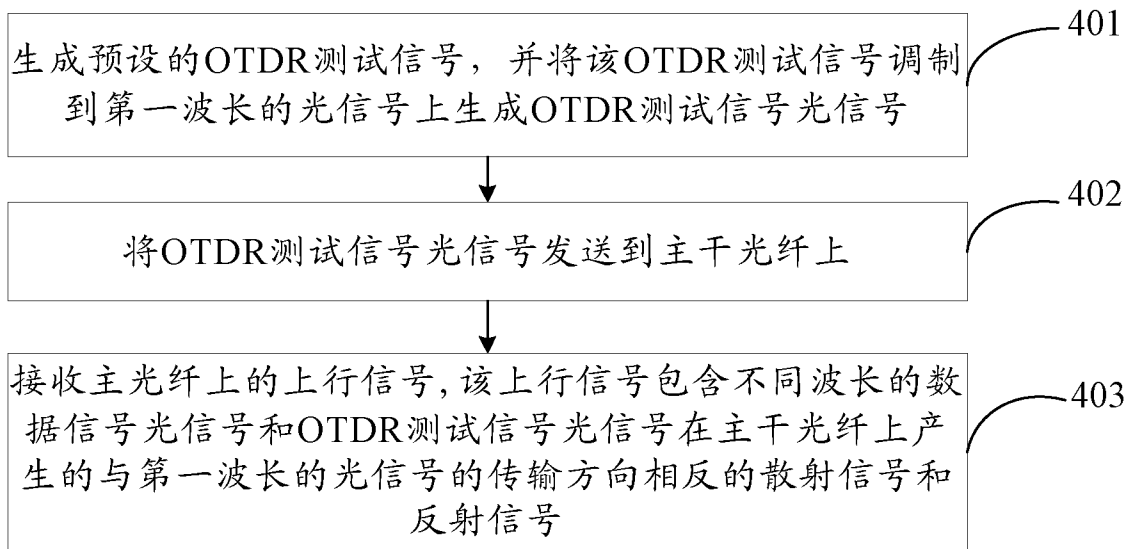 生成预设的OTDR测试信号，并将该OTDR测试信号调制
到第一波长的光信号上生成OTDR测试信号光信号
401
将OTDR测试信号光信号发送到主干光纤上
402
接收主光纤上的上行信号,该上行信号包含不同波长的数
据信号光信号和OTDR测试信号光信号在主干光纤上产
生的与第一波长的光信号的传输方向相反的散射信号和
反射信号
403